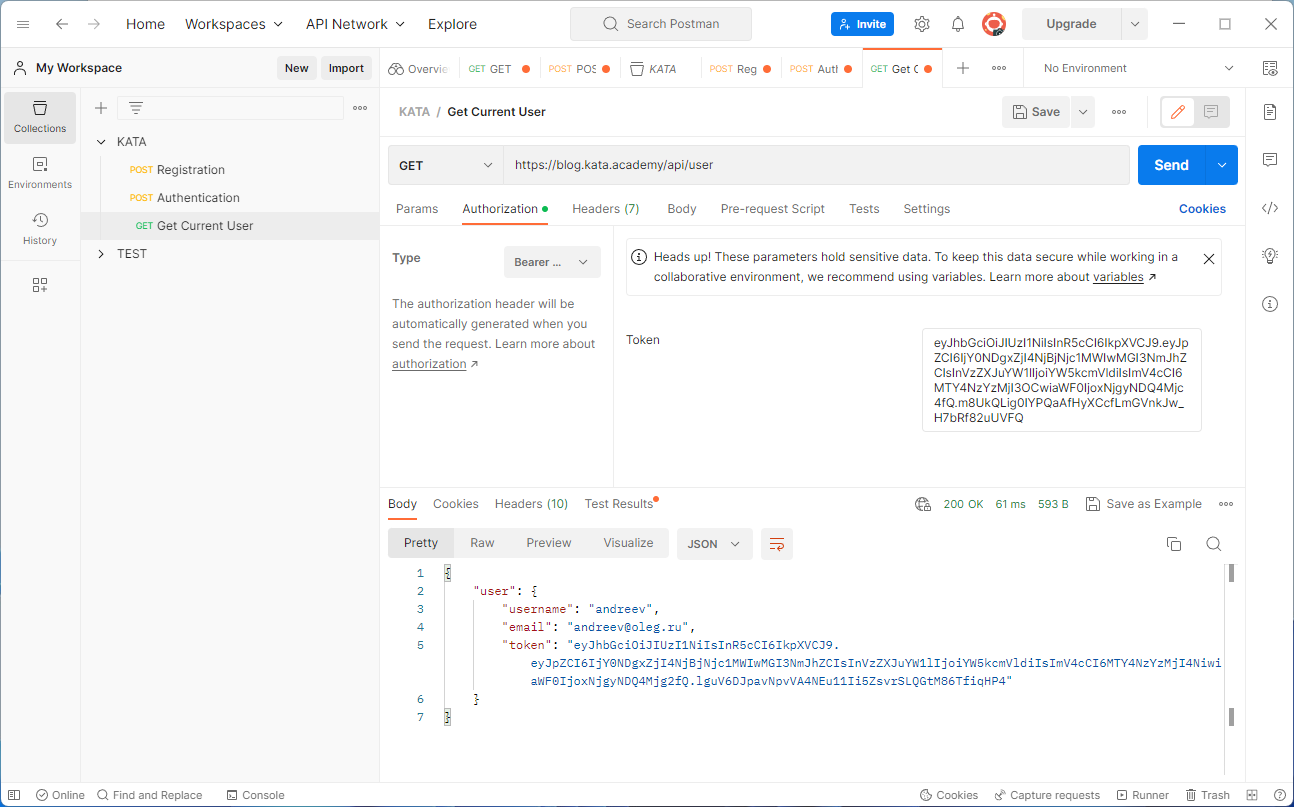 Home Workspaces API Network Explore Search Postman Invite Upgrade
My Workspace New Import
Overvie GET GET POST POS KATA POST Reg POST Auth GET Get C No Environment
Collections
Environments
History
KATA
POST Registration
POST Authentication
GET Get Current User
TEST
KATA / Get Current User Save
GET https://blog.kata.academy/api/user Send
Params Authorization Headers (7) Body Pre-request Script Tests Settings Cookies
Type Bearer ...
The authorization header will be
automatically generated when you
send the request. Learn more about
authorization ↗
Heads up! These parameters hold sensitive data. To keep this data secure while working in a
collaborative environment, we recommend using variables. Learn more about variables ↗
Token
eyJhbGciOiJIUzI1NiIsInR5cCI6IkpXVCJ9.eyJp
ZCI6IjY0NDgxZjI4NjBjNjc1MWIwMGI3NmJhZ
CIsInVzZXJuYW1lIjoiYW5kcmVldiIsImV4cCI6
MTY4NzYzMjI3OCwiaWF0IjoxNjgyNDQ4Mjc
4fQ.m8UkQLig0IYPQaAfHyXCcfLmGVnkJw_
H7bRf82uUVFQ
Body Cookies Headers (10) Test Results 200 OK 61 ms 593 B Save as Example
Pretty Raw Preview Visualize JSON
1 {
2 "user": {
3 "username": "andreev",
4 "email": "andreev@oleg.ru",
5 "token": "eyJhbGciOiJIUzI1NiIsInR5cCI6IkpXVCJ9.
eyJpZCI6IjY0NDgxZjI4NjBjNjc1MWIwMGI3NmJhZCIsInVzZXJuYW1lIjoiYW5kcmVldiIsImV4cCI6MTY4NzYzMjI4Niwi
aWF0IjoxNjgyNDQ4Mjg2fQ.lguV6DJpavNpvVA4NEu11Ii5ZsvrSLQGtM86TfiqHP4"
6 }
7 }
Online Find and Replace Console Cookies Capture requests Runner Trash